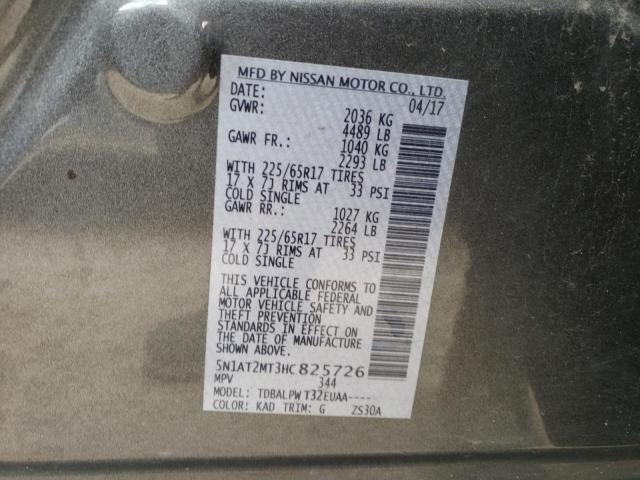 MFD BY NISSAN MOTOR CO., LTD.
DATE: 04/17
GVWR: 2036 KG
4489 LB
GAWR FR.: 1040 KG
2293 LB
WITH 225/65R17 TIRES
17 X 7J RIMS AT 33 PSI
COLD SINGLE
GAWR RR.: 1027 KG
2264 LB
WITH 225/65R17 TIRES
17 X 7J RIMS AT 33 PSI
COLD SINGLE
THIS VEHICLE CONFORMS TO
ALL APPLICABLE FEDERAL
MOTOR VEHICLE SAFETY AND
THEFT PREVENTION
STANDARDS IN EFFECT ON
THE DATE OF MANUFACTURE
SHOWN ABOVE.
5N1AT2MT3HC825726
MPV 344
MODEL: TDBALPW T32EUAA----
COLOR: KAD TRIM: G ZS30A